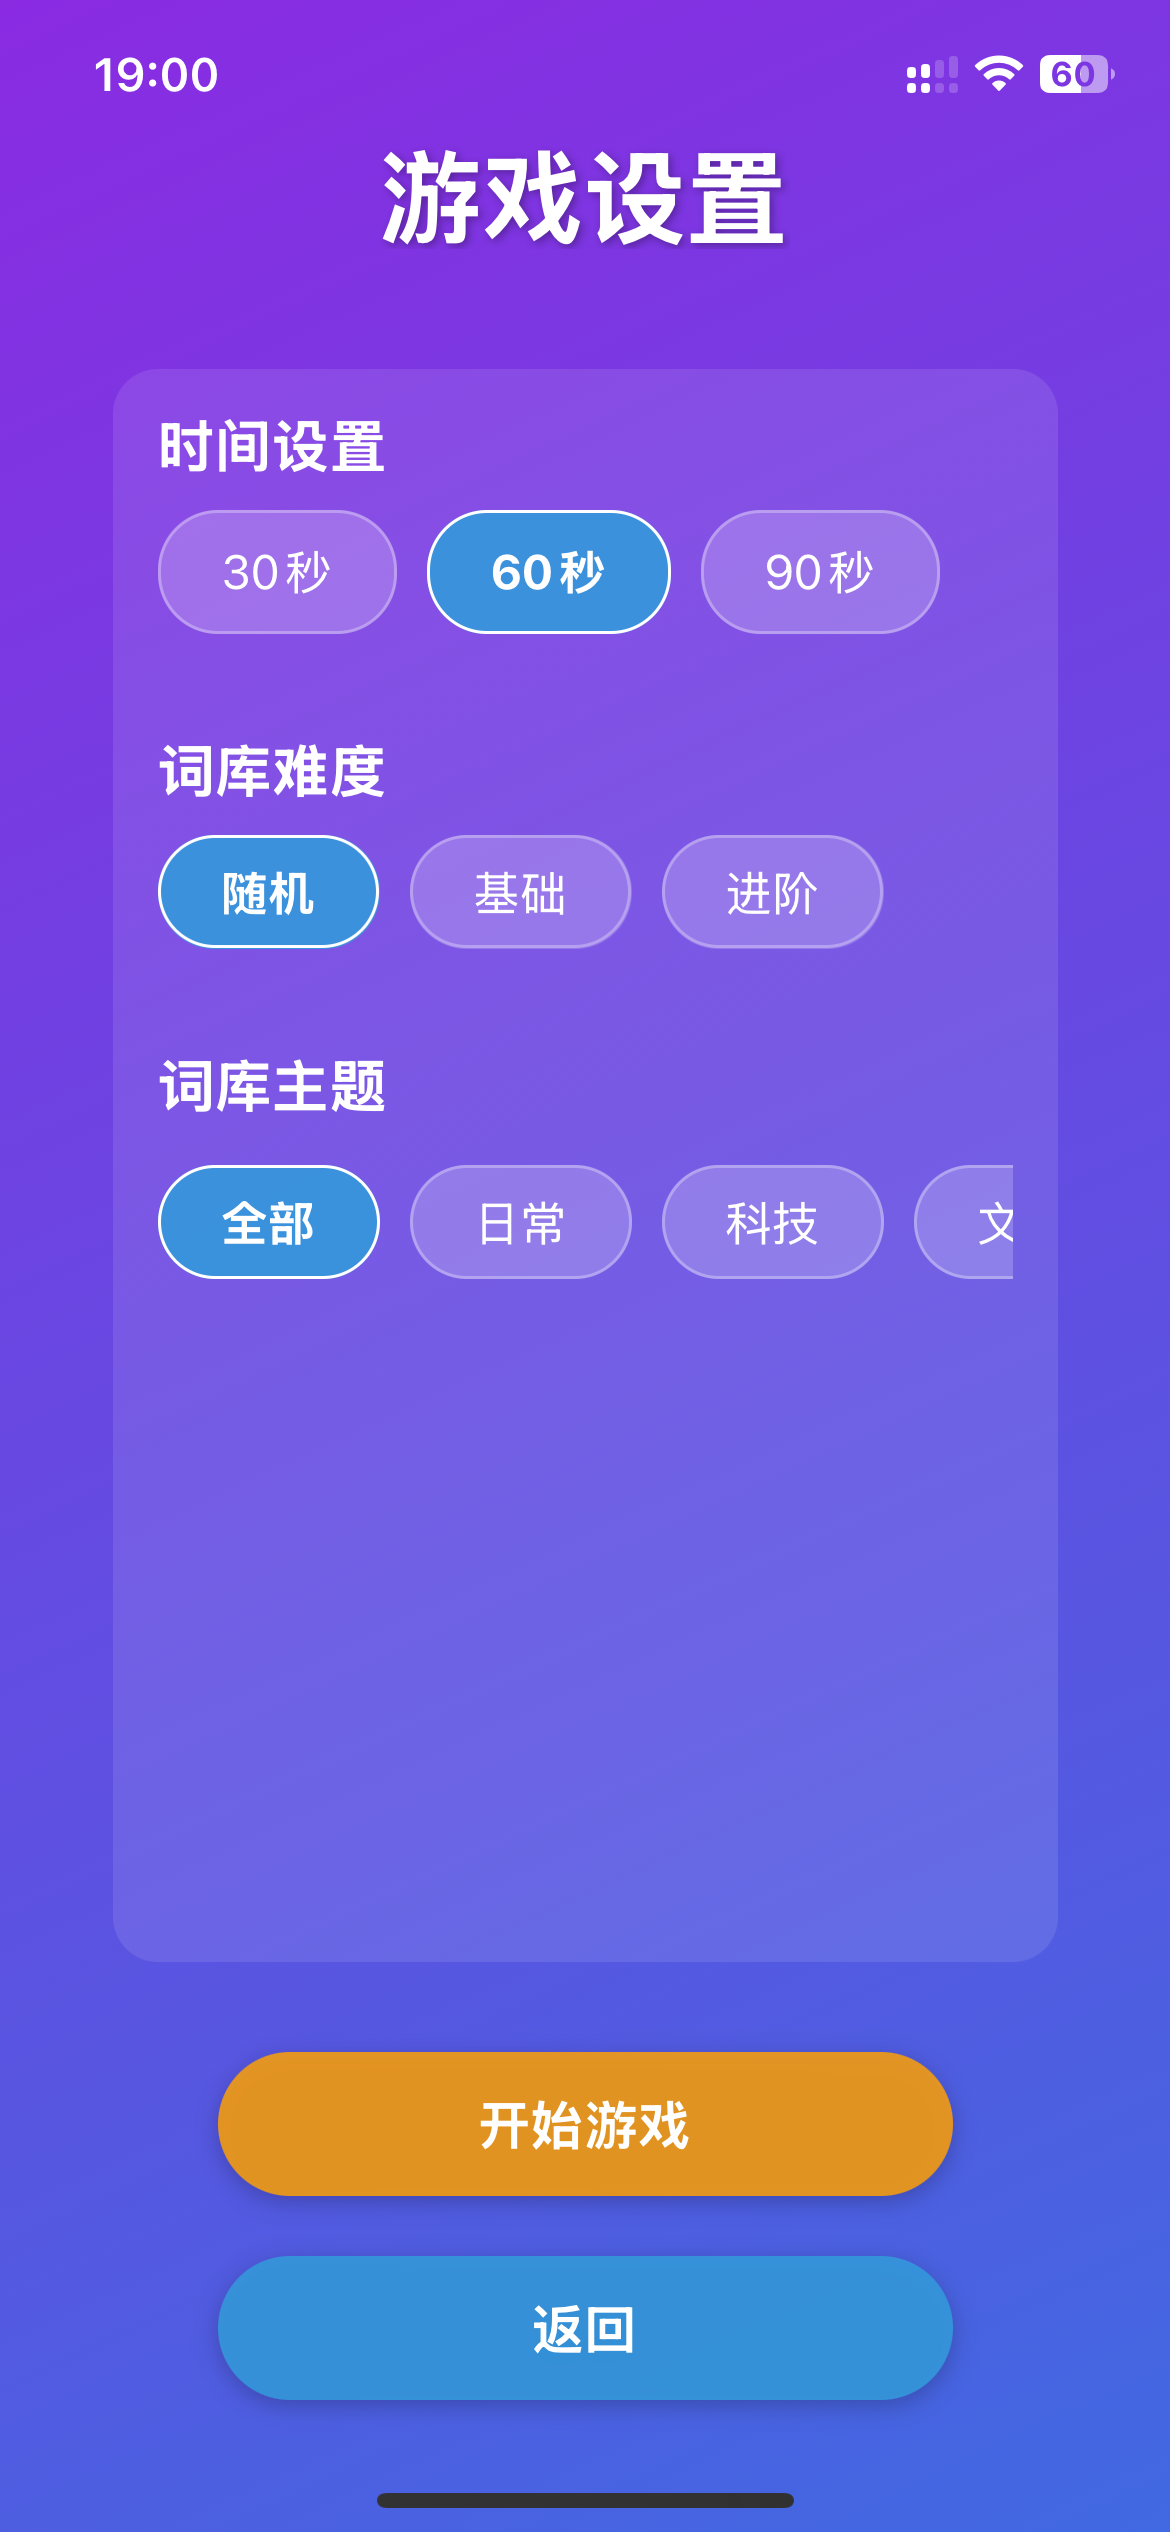 19:00
60
游戏设置
时间设置
30秒 60秒 90秒
词库难度
随机 基础 进阶
词库主题
全部 日常 科技 文
开始游戏
返回